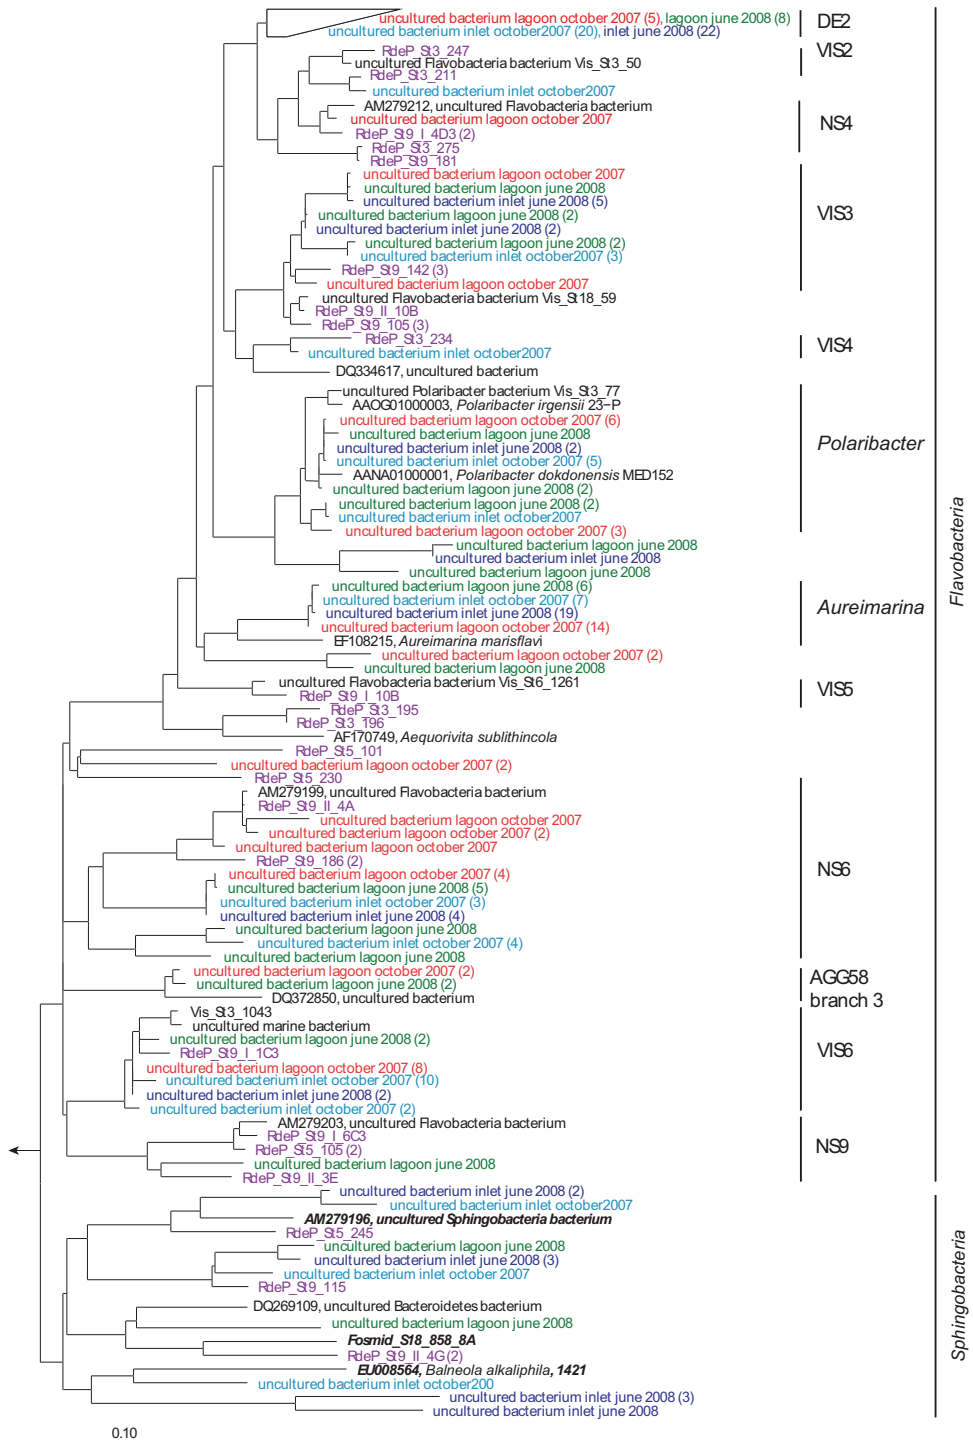 uncultured bacterium lagoon october 2007 (5), lagoon june 2008 (8)
uncultured bacterium inlet october2007 (20), inlet june 2008 (22)
DE2
RdeP_St3_247
VIS2
uncultured Flavobacteria bacterium Vis_St3_50
RdeP_St3_211
uncultured bacterium inlet october2007
AM279212, uncultured Flavobacteria bacterium
uncultured bacterium lagoon october 2007
NS4
RdeP_St9_I_4D3 (2)
RdeP_St3_275
RdeP_St9_181
uncultured bacterium lagoon october 2007
uncultured bacterium lagoon june 2008
uncultured bacterium inlet june 2008 (5)
uncultured bacterium lagoon june 2008 (2)
VIS3
uncultured bacterium inlet june 2008 (2)
uncultured bacterium lagoon june 2008 (2)
uncultured bacterium inlet october2007 (3)
RdeP_St9_142 (3)
uncultured bacterium lagoon october 2007
uncultured Flavobacteria bacterium Vis_St18_59
RdeP_St9_II_10B
RdeP_St9_105 (3)
RdeP_St3_234
VIS4
uncultured bacterium inlet october2007
DQ334617, uncultured bacterium
uncultured Polaribacter bacterium Vis_St3_77
AAOG01000003, Polaribacter irgensii 23−P
uncultured bacterium lagoon october 2007 (6)
uncultured bacterium lagoon june 2008
Polaribacter
uncultured bacterium inlet june 2008 (2)
uncultured bacterium inlet october 2007 (5)
AANA01000001, Polaribacter dokdonensis MED152
uncultured bacterium lagoon june 2008 (2)
uncultured bacterium lagoon june 2008 (2)
uncultured bacterium inlet october2007
uncultured bacterium lagoon october 2007 (3)
uncultured bacterium lagoon june 2008
uncultured bacterium inlet june 2008
Flavobacteria
uncultured bacterium lagoon june 2008
uncultured bacterium lagoon june 2008 (6)
uncultured bacterium inlet october 2007 (7)
Aureimarina
uncultured bacterium inlet june 2008 (19)
uncultured bacterium lagoon october 2007 (14)
EF108215, Aureimarina marisflavi
uncultured bacterium lagoon october 2007 (2)
uncultured bacterium lagoon june 2008
uncultured Flavobacteria bacterium Vis_St6_1261
VIS5
RdeP_St9_I_10B
RdeP_St3_195
RdeP_St3_196
AF170749, Aequorivita sublithincola
RdeP_St5_101
uncultured bacterium lagoon october 2007 (2)
RdeP_St5_230
AM279199, uncultured Flavobacteria bacterium
RdeP_St9_II_4A
uncultured bacterium lagoon october 2007
uncultured bacterium lagoon october 2007 (2)
uncultured bacterium lagoon october 2007
RdeP_St9_186 (2)
NS6
uncultured bacterium lagoon october 2007 (4)
uncultured bacterium lagoon june 2008 (5)
uncultured bacterium inlet october 2007 (3)
uncultured bacterium inlet june 2008 (4)
uncultured bacterium lagoon june 2008
uncultured bacterium inlet october 2007 (4)
uncultured bacterium lagoon june 2008
uncultured bacterium lagoon october 2007 (2)
AGG58
uncultured bacterium lagoon june 2008 (2)
DQ372850, uncultured bacterium
branch 3
Vis_St3_1043
uncultured marine bacterium
uncultured bacterium lagoon june 2008 (2)
VIS6
RdeP_St9_I_1C3
uncultured bacterium lagoon october 2007 (8)
uncultured bacterium inlet october 2007 (10)
uncultured bacterium inlet june 2008 (2)
uncultured bacterium inlet october 2007 (2)
AM279203, uncultured Flavobacteria bacterium
RdeP_St9_I_6C3
NS9
RdeP_St5_105 (2)
uncultured bacterium lagoon june 2008
RdeP_St9_II_3E
uncultured bacterium inlet june 2008 (2)
uncultured bacterium inlet october2007
AM279196, uncultured Sphingobacteria bacterium
RdeP_St5_245
uncultured bacterium lagoon june 2008
uncultured bacterium inlet june 2008 (3)
uncultured bacterium inlet october 2007
RdeP_St9_115
Sphingobacteria
DQ269109, uncultured Bacteroidetes bacterium
uncultured bacterium lagoon june 2008
Fosmid_S18_858_8A
RdeP_St9_II_4G(2)
EU008564, Balneola alkaliphila, 1421
uncultured bacterium inlet october200
uncultured bacterium inlet june 2008 (3)
uncultured bacterium inlet june 2008
0.10